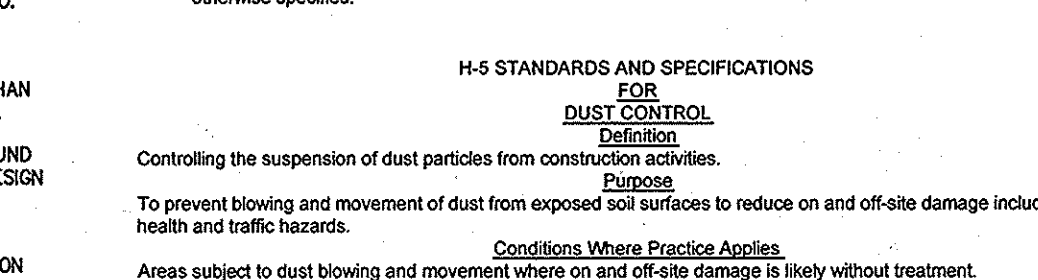 otherwise specified.
H-5 STANDARDS AND SPECIFICATIONS
FOR
DUST CONTROL
Definition
Controlling the suspension of dust particles from construction activities.
Purpose
To prevent blowing and movement of dust from exposed soil surfaces to reduce on and off-site damage includ
health and traffic hazards.
Conditions Where Practice Applies
Areas subject to dust blowing and movement where on and off-site damage is likely without treatment.
HAN
UND
ESIGN
ON